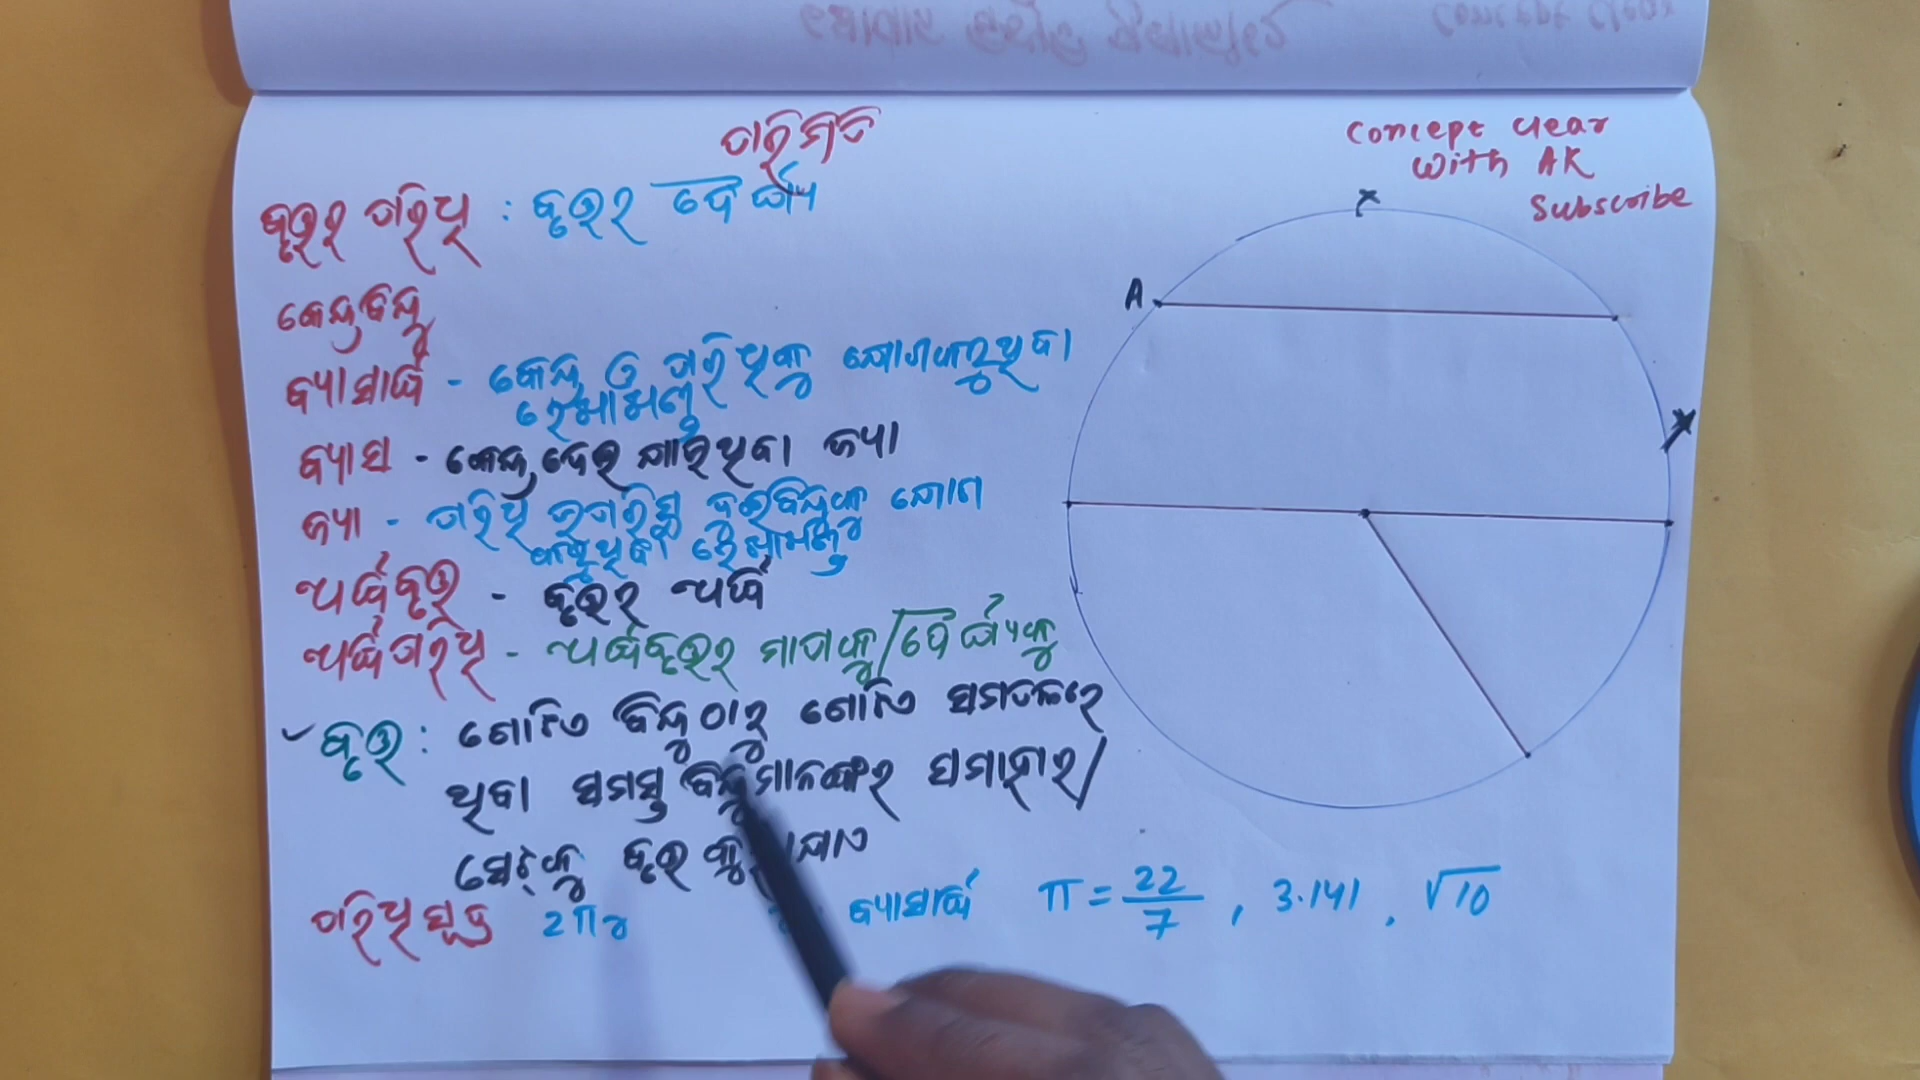 ପରିମିତି
Concept clear
with AK
Subscribe
ବୃତ୍ତର ପରିଧି : ବୃତ୍ତର ଦୈର୍ଘ୍ୟ
କେନ୍ଦ୍ରବିନ୍ଦୁ
ବ୍ୟାସାର୍ଦ୍ଧ - କେନ୍ଦ୍ର ଓ ପରିଧିକୁ ଯୋଗକରୁଥିବା
ରେଖାଖଣ୍ଡ
ବ୍ୟାସ - କେନ୍ଦ୍ର ଦେଇ ଯାଇଥିବା ଜ୍ୟା
ଜ୍ୟା - ପରିଧି ଉପରିସ୍ଥ ଦୁଇବିନ୍ଦୁକୁ ଯୋଗ
କରୁଥିବା ରେଖାଖଣ୍ଡ
ଅର୍ଦ୍ଧବୃତ୍ତ - ବୃତ୍ତର ଅର୍ଦ୍ଧ
ଅର୍ଦ୍ଧପରିଧି - ଅର୍ଦ୍ଧବୃତ୍ତର ମାପକୁ/ଦୈର୍ଘ୍ୟକୁ
ବୃତ୍ତ : ଗୋଟିଏ ବିନ୍ଦୁଠାରୁ ଗୋଟିଏ ସମତଳରେ
ଥିବା ସମସ୍ତ ବିନ୍ଦୁମାନଙ୍କର ସମାହାର/
ସେଟ୍‌କୁ ବୃତ୍ତ
ପରିଧି ସୂତ୍ର 2πr ବ୍ୟାସାର୍ଦ୍ଧ π = 22/7 , 3.141 , √10
A
x
x